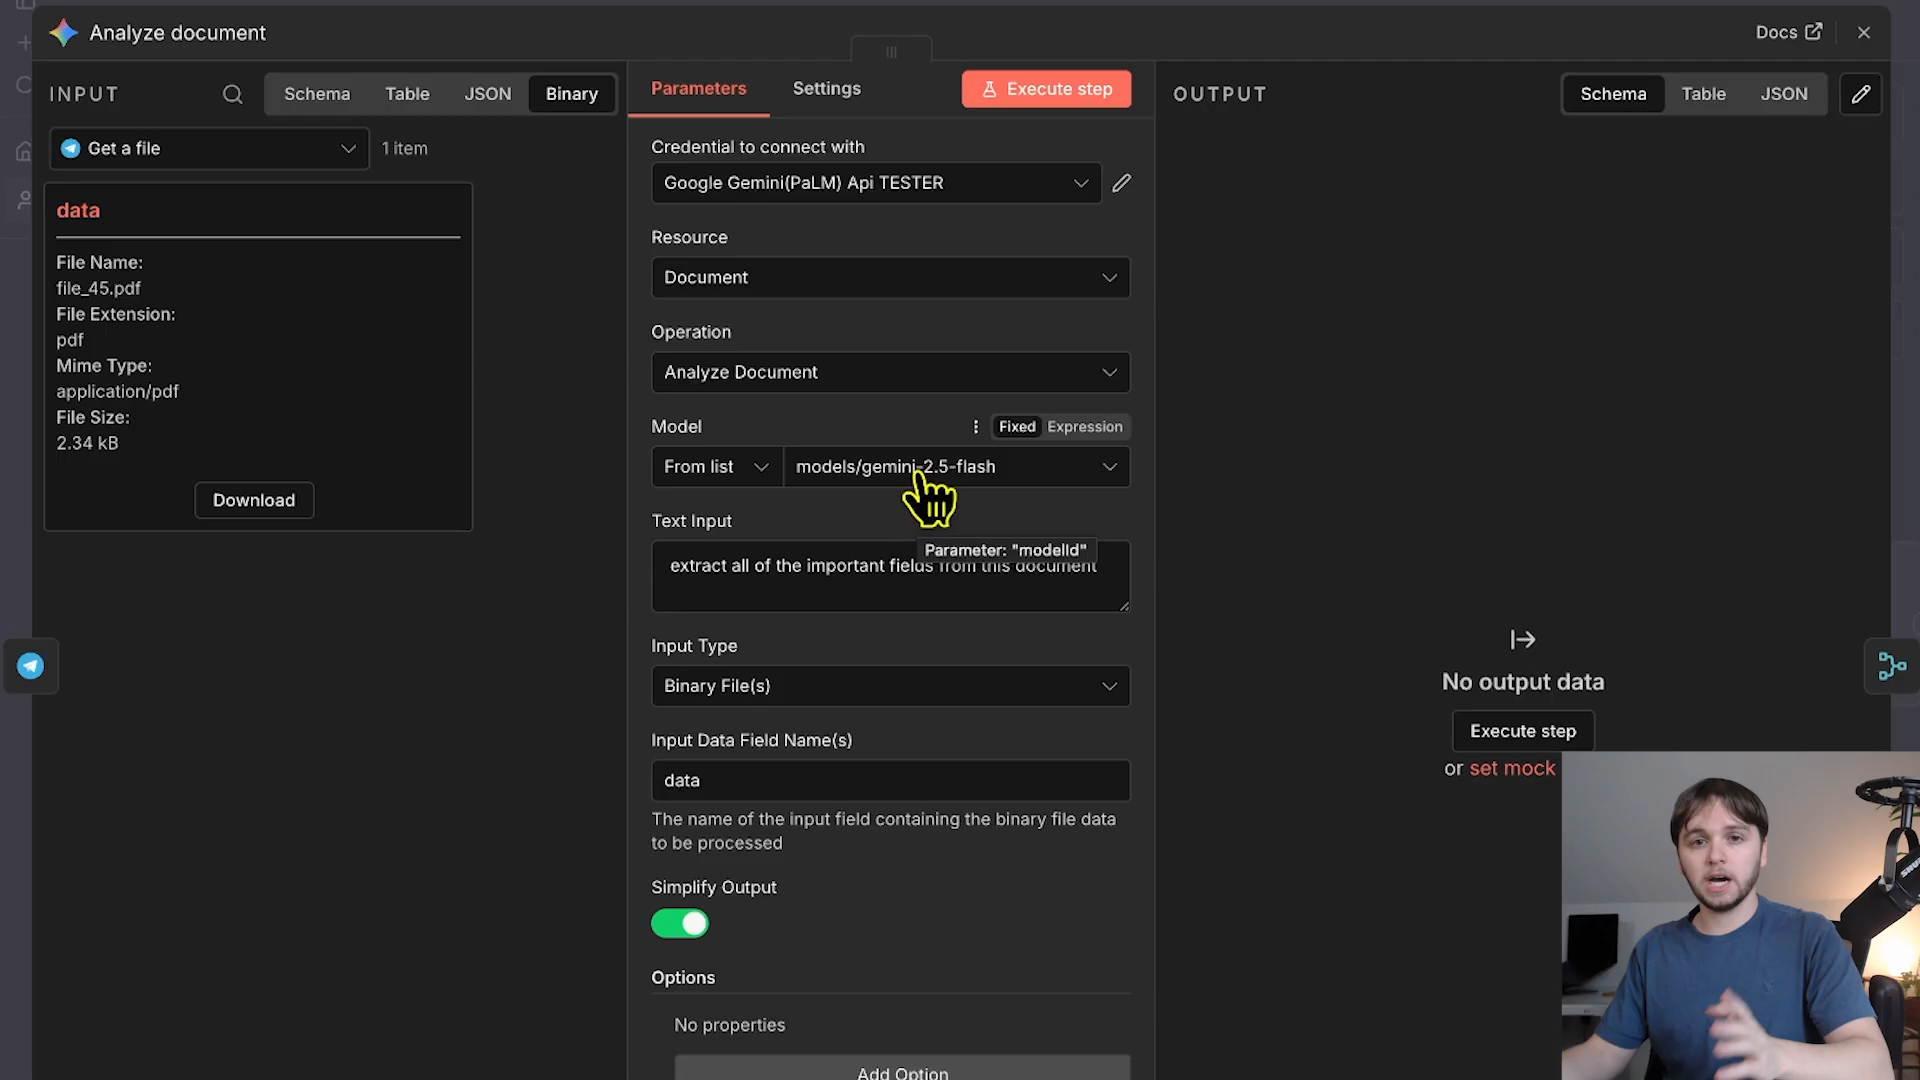 Analyze document
Docs
INPUT
Schema
Table
JSON
Binary
Get a file
1 item
data
File Name:
file_45.pdf
File Extension:
pdf
Mime Type:
application/pdf
File Size:
2.34 kB
Download
Parameters
Settings
Execute step
Credential to connect with
Google Gemini(PaLM) Api TESTER
Resource
Document
Operation
Analyze Document
Model
Fixed
Expression
From list
models/gemini-2.5-flash
Text Input
Parameter: "modelId"
extract all of the important fields from this document
Input Type
Binary File(s)
Input Data Field Name(s)
data
The name of the input field containing the binary file data
to be processed
Simplify Output
Options
No properties
Add Option
OUTPUT
Schema
Table
JSON
No output data
Execute step
or set mock